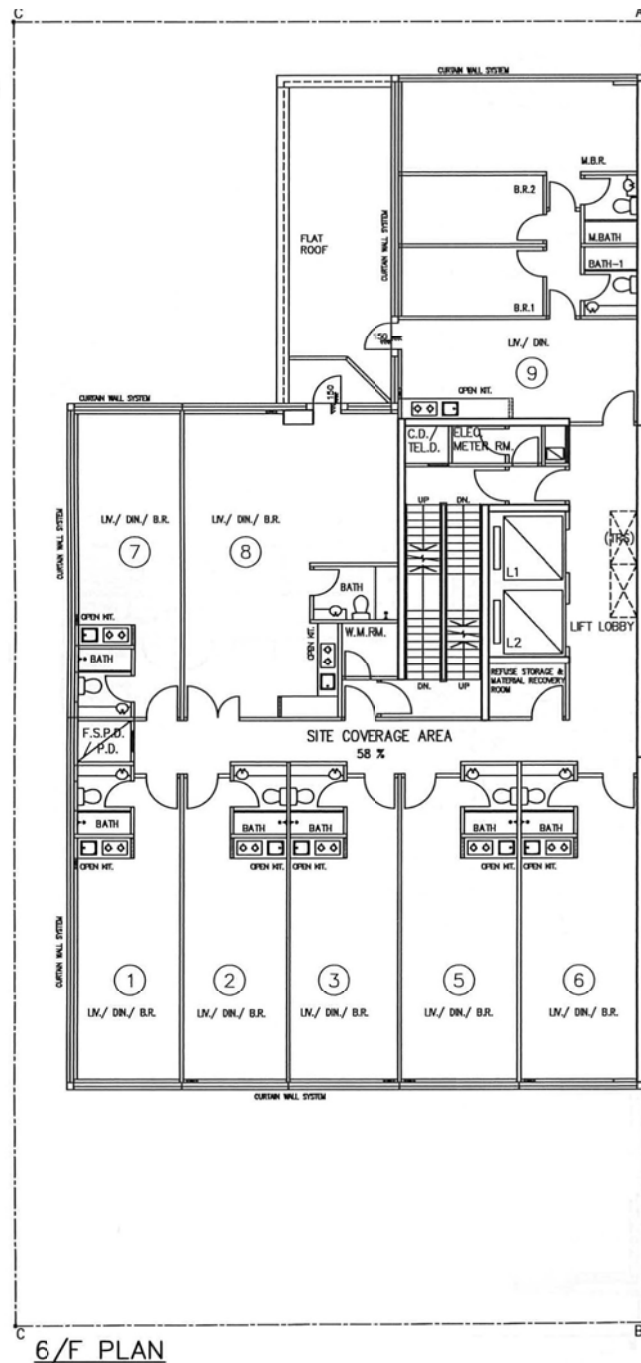 C
A
CURTAIN WALL SYSTEM
M.B.R.
B.R.2
FLAT
ROOF
CURTAIN WALL SYSTEM
M.BATH
BATH-1
B.R.1
150
LIV./ DIN.
9
150
OPEN KIT.
CURTAIN WALL SYSTEM
C.D./
TEL.D.
ELEC.
METER RM.
UP
DN.
CURTAIN WALL SYSTEM
LIV./ DIN./ B.R.
7
LIV./ DIN./ B.R.
8
L1
(TRS)
BATH
OPEN KIT.
L2
LIFT LOBBY
OPEN KIT.
W.M.RM.
BATH
REFUSE STORAGE &
MATERIAL RECOVERY
ROOM
DN.
UP
F.S.P.D.
/ P.D.
SITE COVERAGE AREA
58 %
BATH
BATH
BATH
BATH
BATH
OPEN KIT.
OPEN KIT.
OPEN KIT.
OPEN KIT.
OPEN KIT.
CURTAIN WALL SYSTEM
1
2
3
5
6
LIV./ DIN./ B.R.
LIV./ DIN./ B.R.
LIV./ DIN./ B.R.
LIV./ DIN./ B.R.
LIV./ DIN./ B.R.
CURTAIN WALL SYSTEM
C
B
6/F PLAN